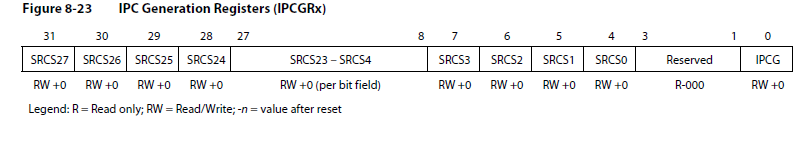 Figure 8-23 IPC Generation Registers (IPCGRx)
31 30 29 28 27 8 7 6 5 4 3 1 0
SRCS27 SRCS26 SRCS25 SRCS24 SRCS23 – SRCS4 SRCS3 SRCS2 SRCS1 SRCS0 Reserved IPCG
RW +0 RW +0 RW +0 RW +0 RW +0 (per bit field) RW +0 RW +0 RW +0 RW +0 R-000 RW +0
Legend: R = Read only; RW = Read/Write; -n = value after reset